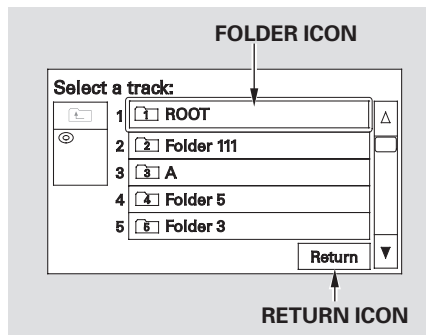 FOLDER ICON
Select a track:
1 1 ROOT
2 2 Folder 111
3 3 A
4 4 Folder 5
5 5 Folder 3
Return
RETURN ICON